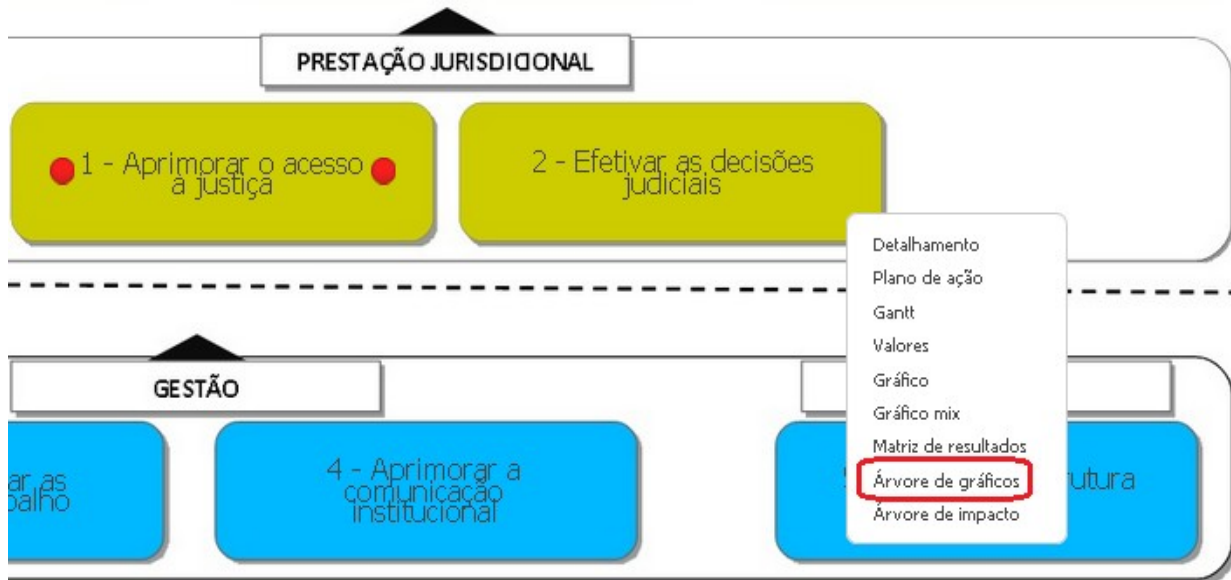 PRESTAÇÃO JURISDICIONAL
1 - Aprimorar o acesso
à justiça
2 - Efetivar as decisões
judiciais
Detalhamento
Plano de ação
Gantt
Valores
Gráfico
Gráfico mix
Matriz de resultados
Árvore de gráficos
Árvore de impacto
GESTÃO
ar as
balho
4 - Aprimorar a
comunicação
institucional
rutura